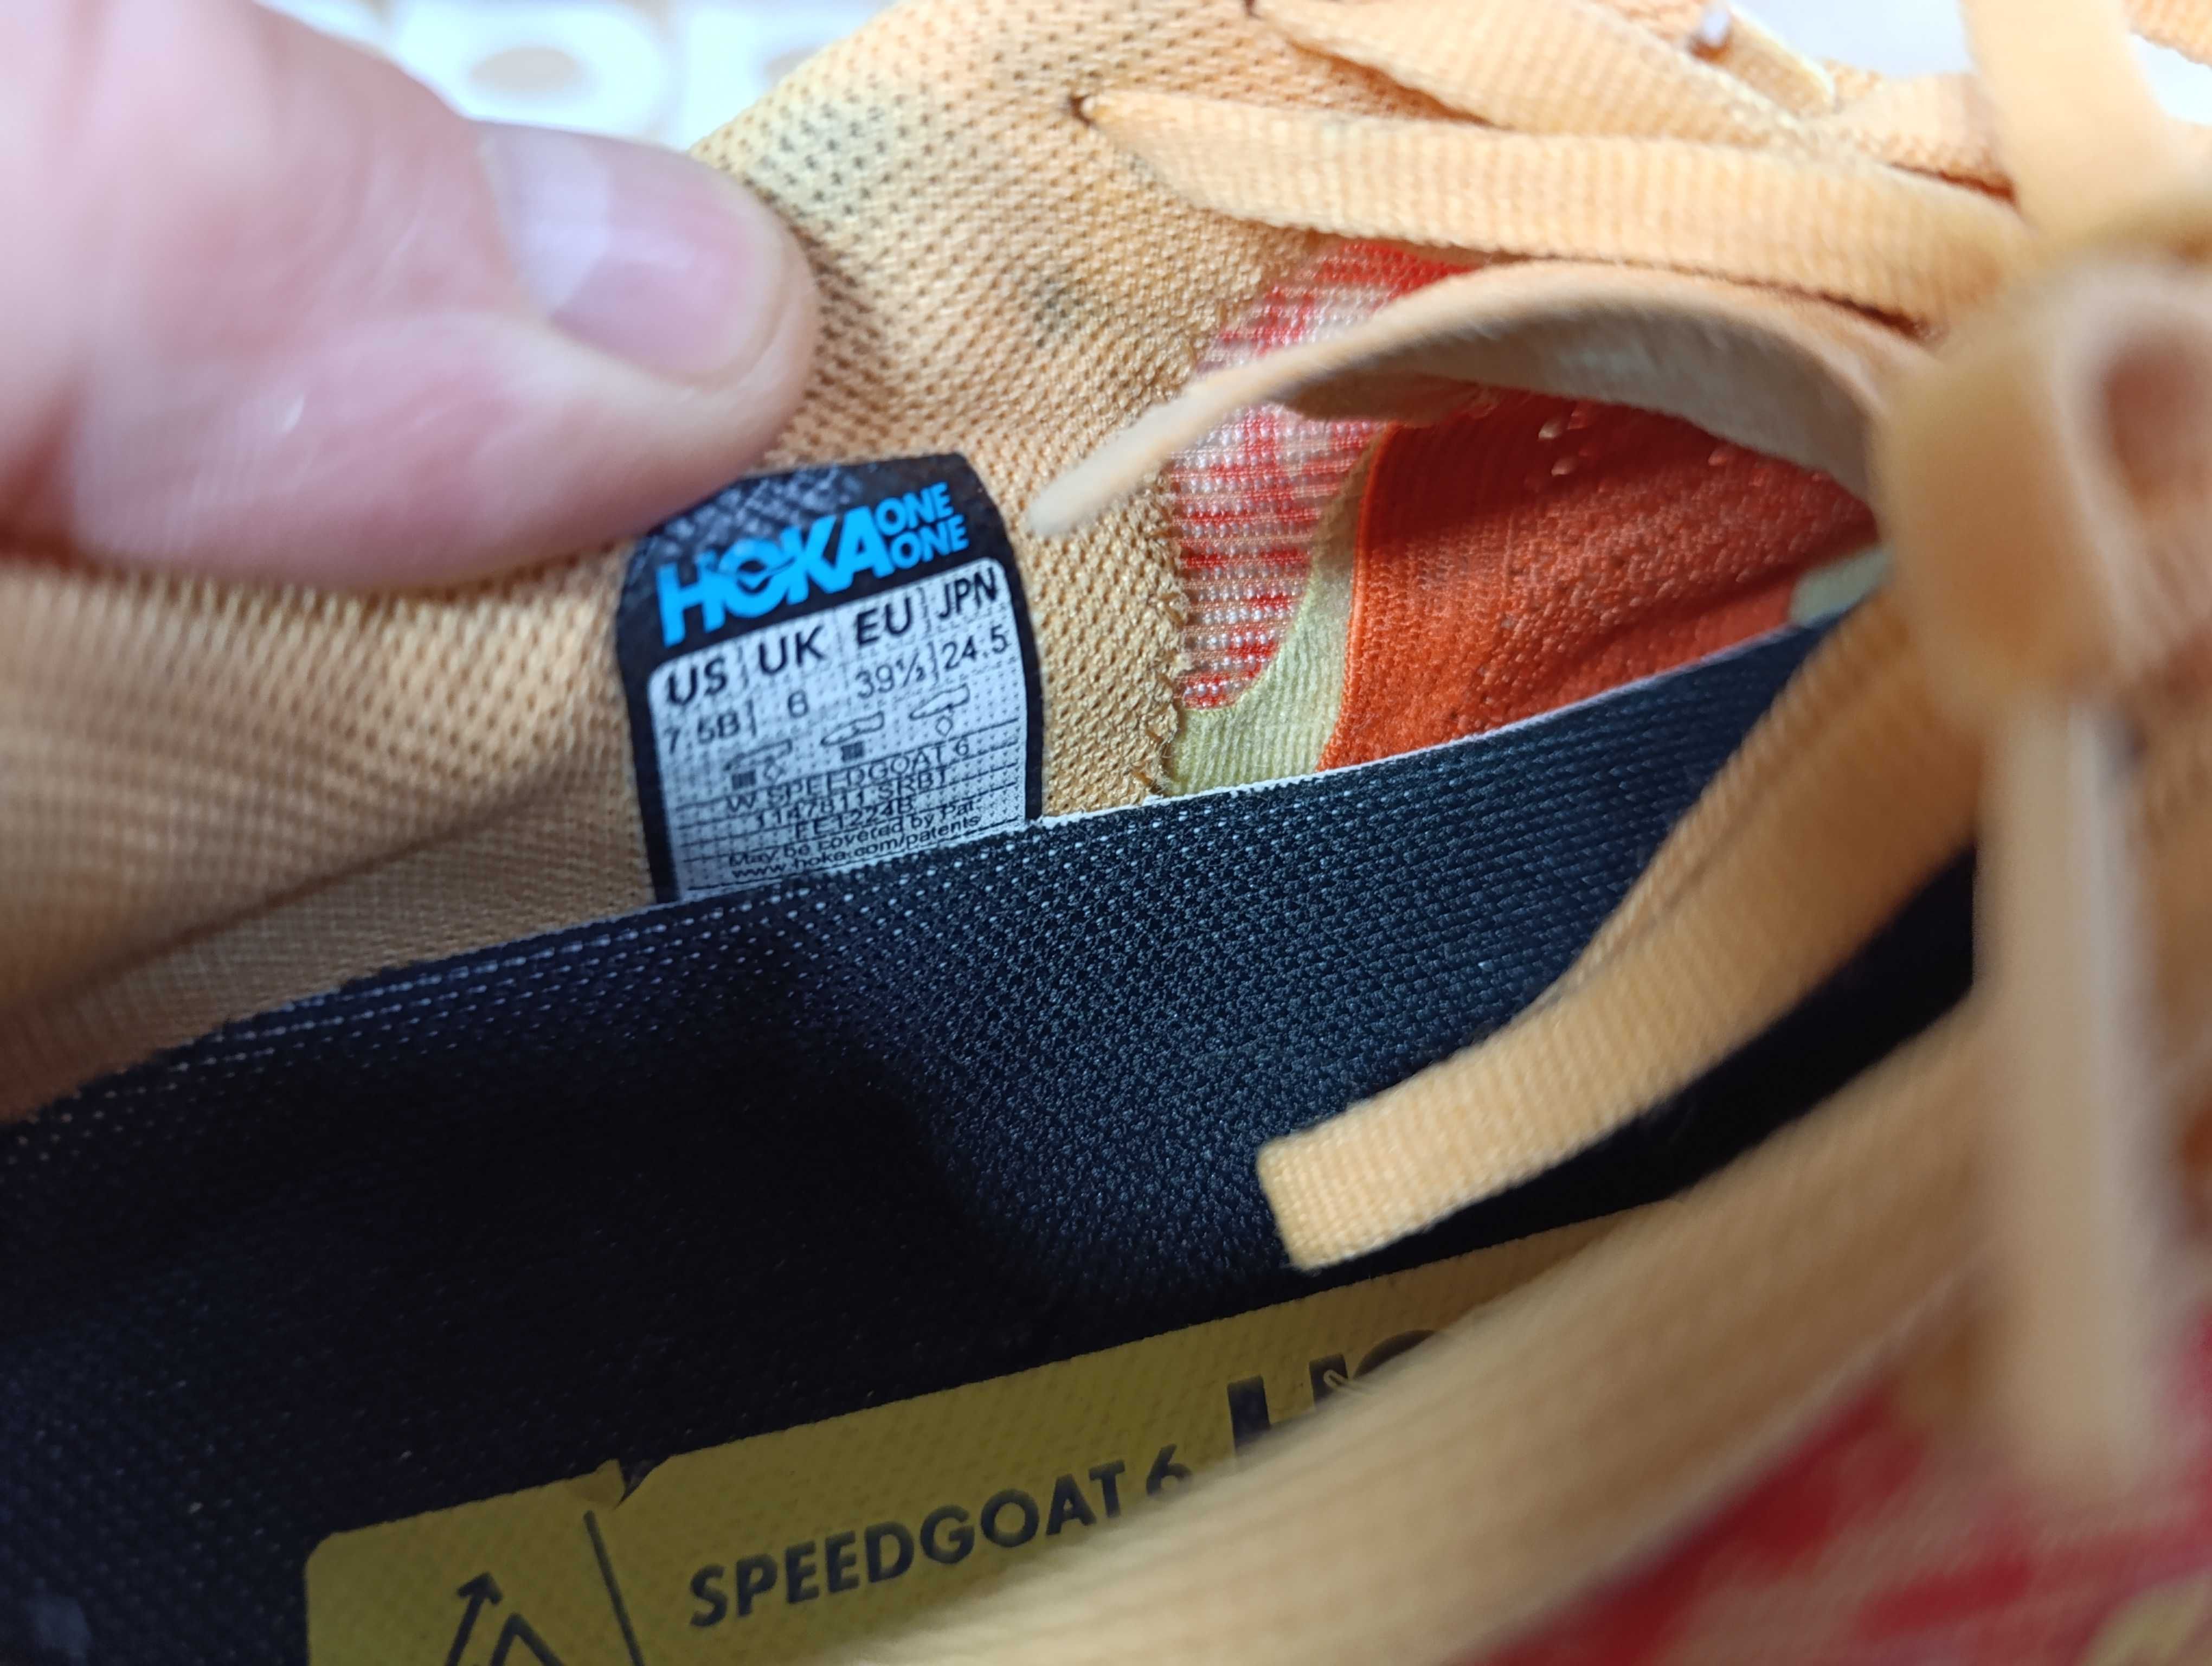 HOKA ONE ONE
US UK EU JPN
7.5B 6 39⅓ 24.5
W SPEEDGOAT 6
1147811 SRBT
FE1224B
May be Covered by Pat.
www.hoka.com/patents
SPEEDGOAT 6